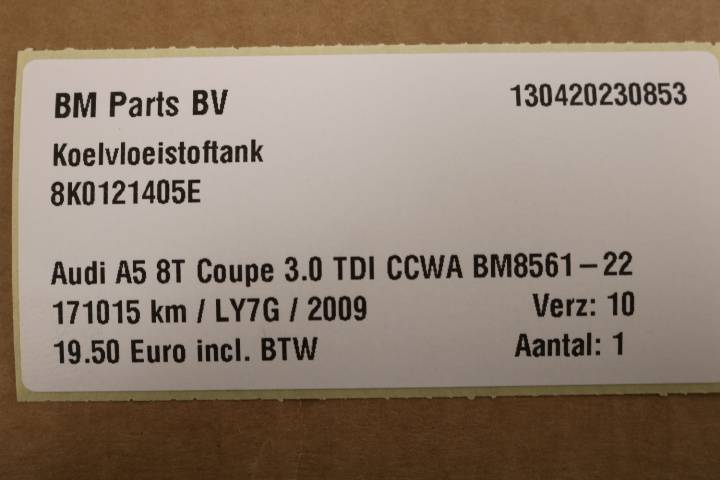 BM Parts BV 130420230853
Koelvloeistoftank
8K0121405E
Audi A5 8T Coupe 3.0 TDI CCWA BM8561-22
171015 km / LY7G / 2009 Verz: 10
19.50 Euro incl. BTW Aantal: 1